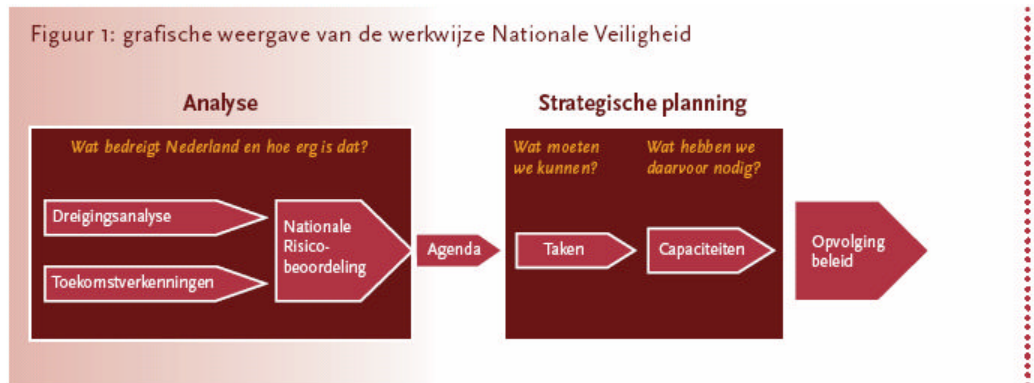 Figuur 1: grafische weergave van de werkwijze Nationale Veiligheid
Analyse
Wat bedreigt Nederland en hoe erg is dat?
Dreigingsanalyse
Toekomstverkenningen
Nationale
Risico-
beoordeling
Agenda
Strategische planning
Wat moeten
we kunnen?
Wat hebben we
daarvoor nodig?
Taken
Capaciteiten
Opvolging
beleid